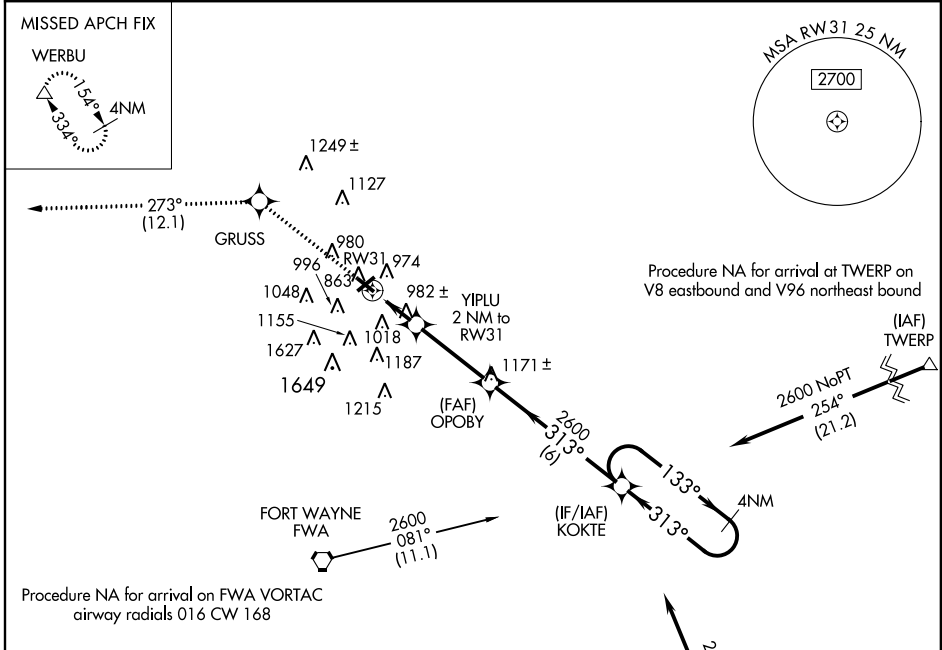 MISSED APCH FIX
WERBU
154°
4NM
334°
MSA RW31 25 NM
2700
1249 ±
1127
273°
(12.1)
GRUSS
980
RW31
974
996
863
982 ±
1048
YIPLU
2 NM to
RW31
1018
1155
1627
1187
1649
1215
1171 ±
(FAF)
OPOBY
Procedure NA for arrival at TWERP on
V8 eastbound and V96 northeast bound
(IAF)
TWERP
2600 NoPT
254°
(21.2)
2600
313°
(6)
133°
4NM
313°
(IF/IAF)
KOKTE
FORT WAYNE
FWA
2600
081°
(11.1)
Procedure NA for arrival on FWA VORTAC
airway radials 016 CW 168
2